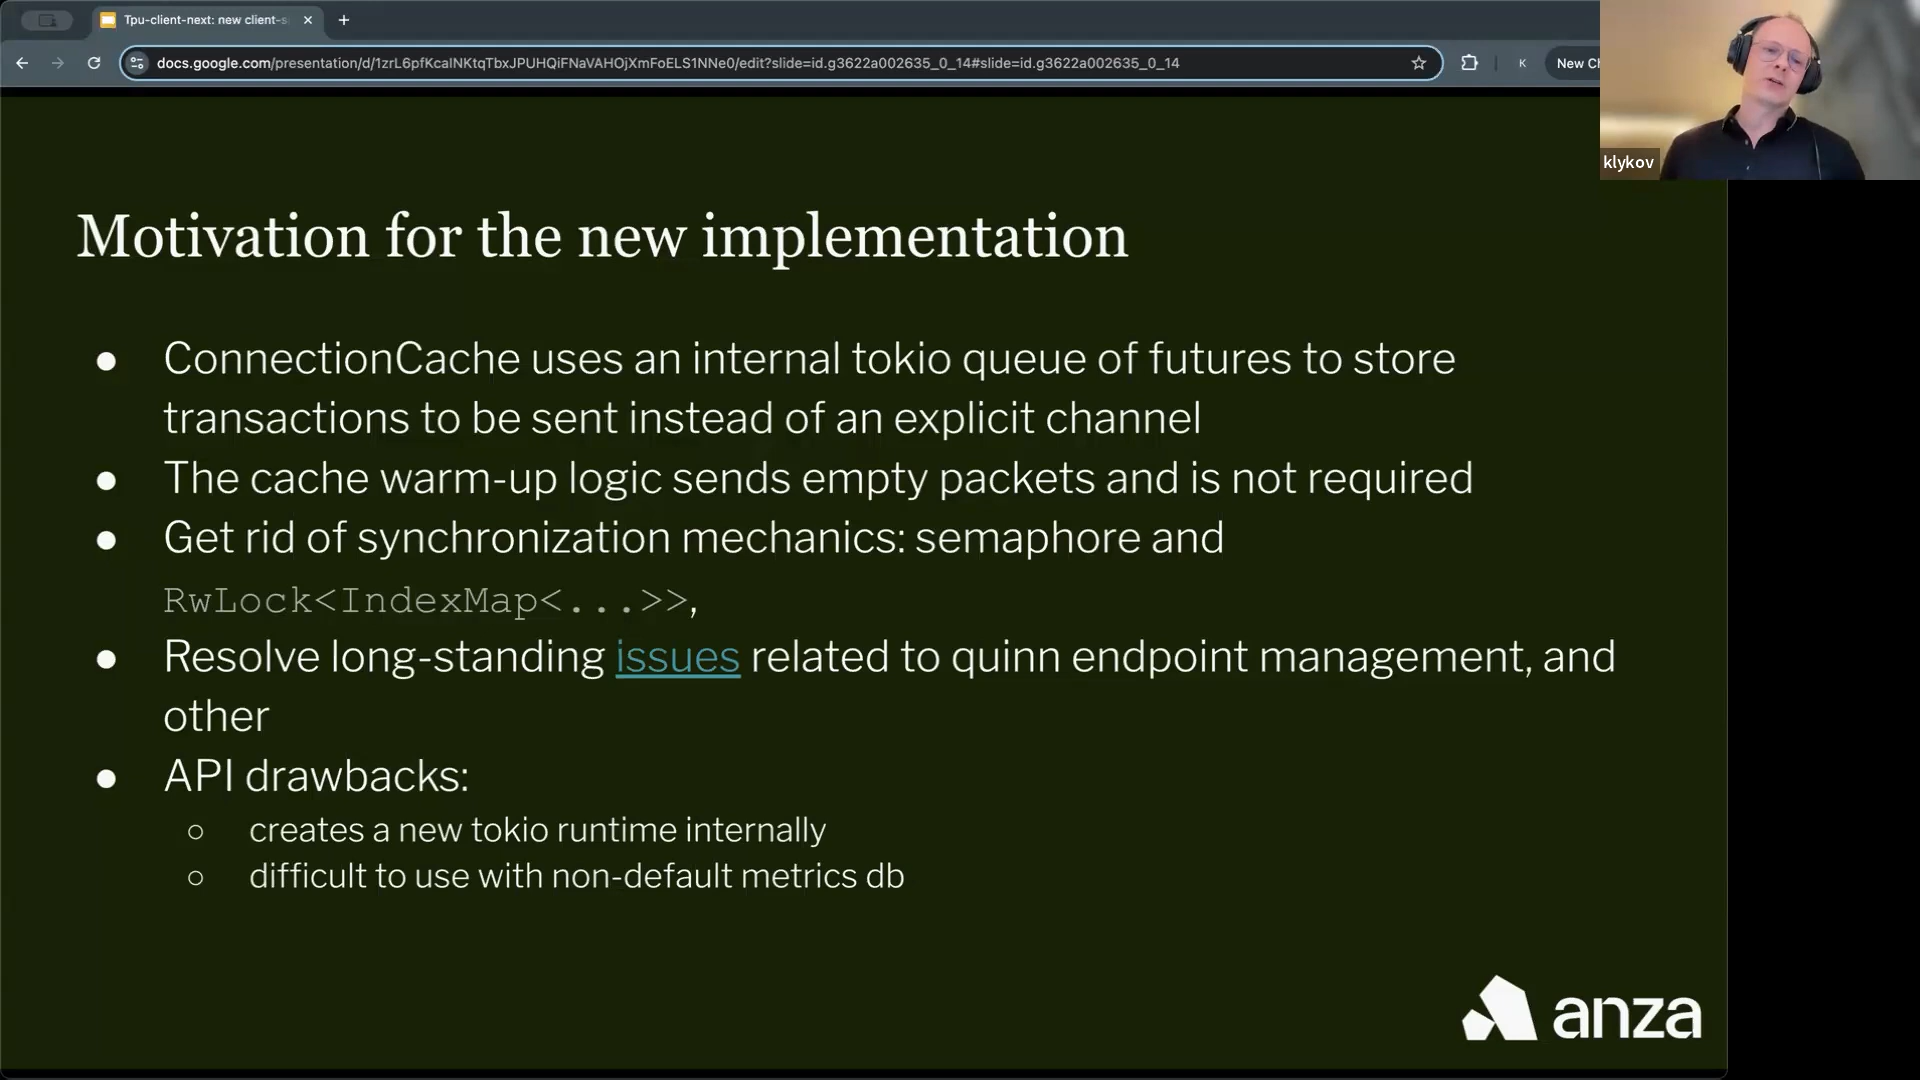 Tpu-client-next: new client-s
docs.google.com/presentation/d/1zrL6pfKcaINKtqTbxJPUHQiFNaVAHOjXmFoELS1NNe0/edit?slide=id.g3622a002635_0_14#slide=id.g3622a002635_0_14
K
New Ch
klykov
Motivation for the new implementation
● ConnectionCache uses an internal tokio queue of futures to store
transactions to be sent instead of an explicit channel
● The cache warm-up logic sends empty packets and is not required
● Get rid of synchronization mechanics: semaphore and
RwLock<IndexMap<...>>,
● Resolve long-standing issues related to quinn endpoint management, and
other
● API drawbacks:
○ creates a new tokio runtime internally
○ difficult to use with non-default metrics db
anza